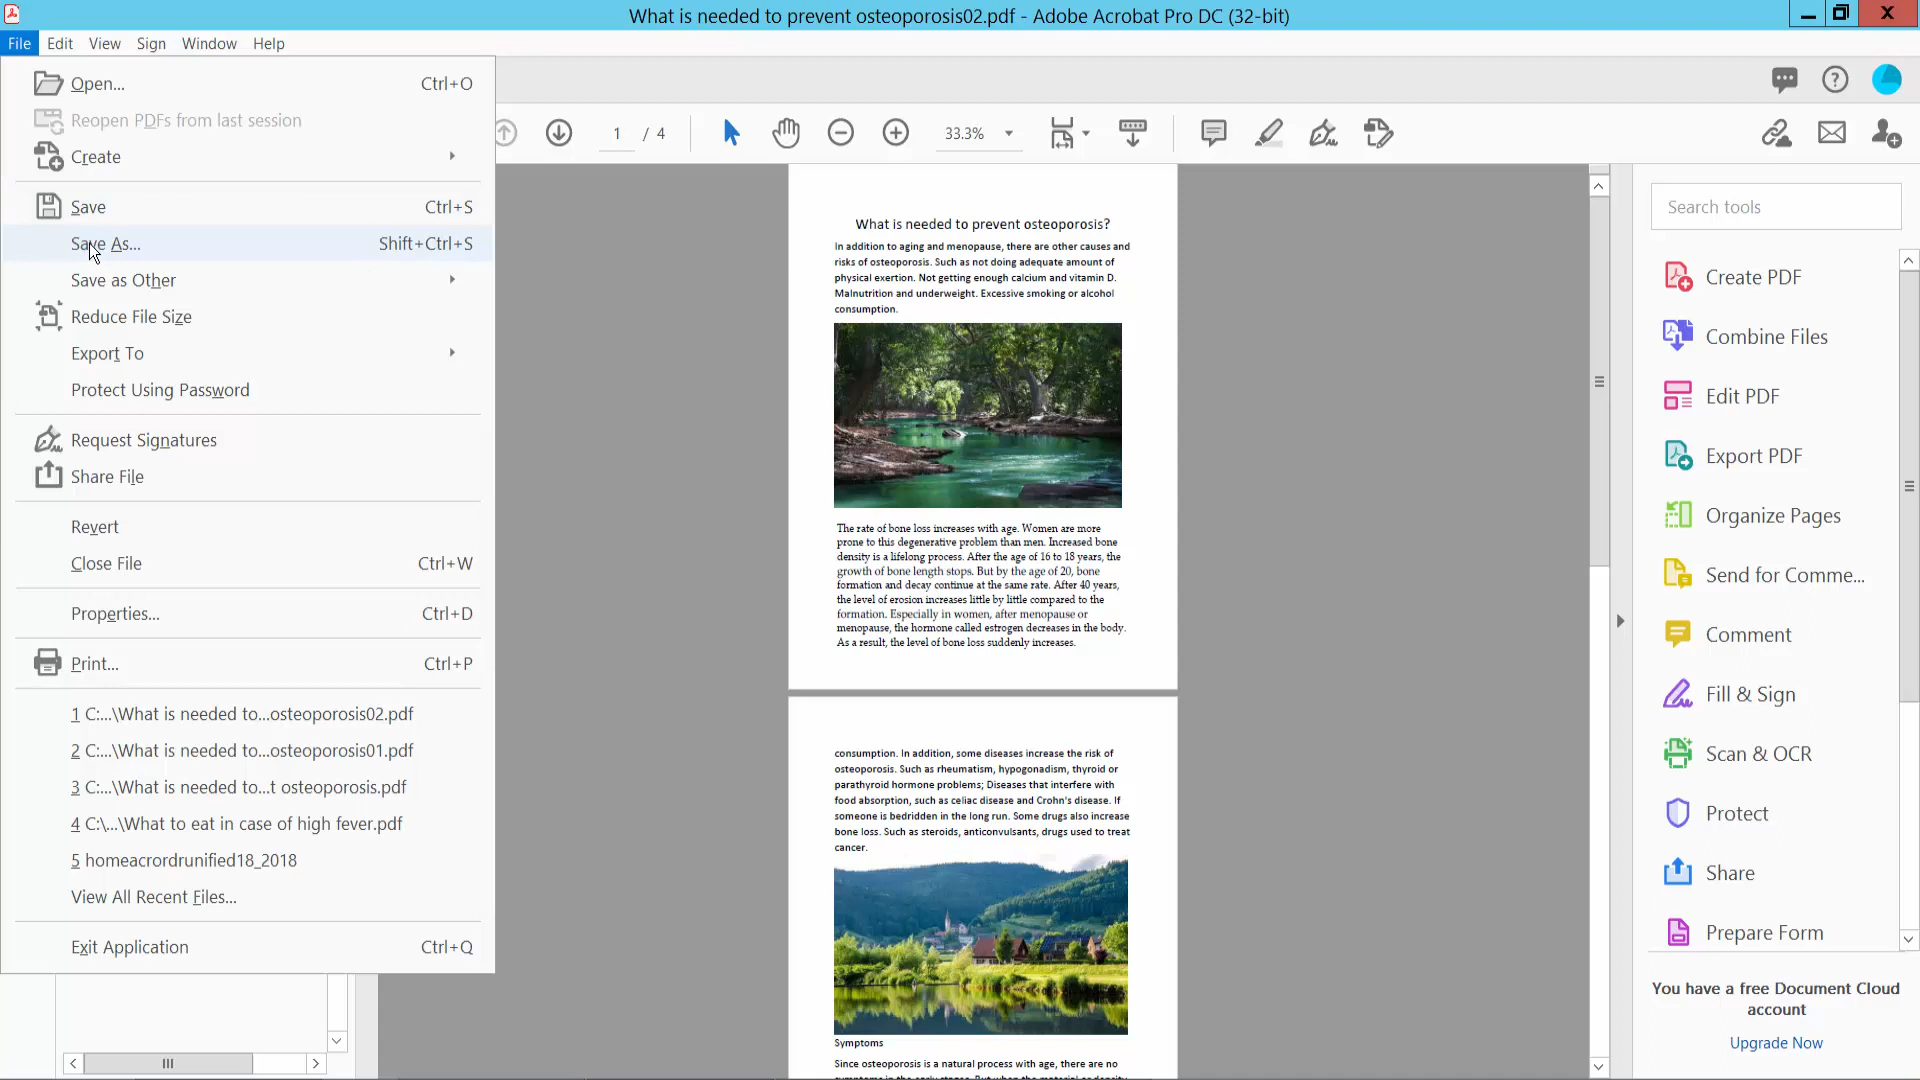 What is needed to prevent osteoporosis02.pdf - Adobe Acrobat Pro DC (32-bit)
File Edit View Sign Window Help
Open... Ctrl+O
Reopen PDFs from last session
Create
Save Ctrl+S
Save As... Shift+Ctrl+S
Save as Other
Reduce File Size
Export To
Protect Using Password
Request Signatures
Share File
Revert
Close File Ctrl+W
Properties... Ctrl+D
Print... Ctrl+P
1 C:...\What is needed to...osteoporosis02.pdf
2 C:...\What is needed to...osteoporosis01.pdf
3 C:...\What is needed to...t osteoporosis.pdf
4 C:\...\What to eat in case of high fever.pdf
5 homeacrordrunified18_2018
View All Recent Files...
Exit Application Ctrl+Q
1 / 4
33.3%
What is needed to prevent osteoporosis?
In addition to aging and menopause, there are other causes and
risks of osteoporosis. Such as not doing adequate amount of
physical exertion. Not getting enough calcium and vitamin D.
Malnutrition and underweight. Excessive smoking or alcohol
consumption.
The rate of bone loss increases with age. Women are more
prone to this degenerative problem than men. Increased bone
density is a lifelong process. After the age of 16 to 18 years, the
growth of bone length stops. But by the age of 20, bone
formation and decay continue at the same rate. After 40 years,
the level of erosion increases little by little compared to the
formation. Especially in women, after menopause or
menopause, the hormone called estrogen decreases in the body.
As a result, the level of bone loss suddenly increases.
consumption. In addition, some diseases increase the risk of
osteoporosis. Such as rheumatism, hypogonadism, thyroid or
parathyroid hormone problems; Diseases that interfere with
food absorption, such as celiac disease and Crohn's disease. If
someone is bedridden in the long run. Some drugs also increase
bone loss. Such as steroids, anticonvulsants, drugs used to treat
cancer.
Symptoms
Since osteoporosis is a natural process with age, there are no
Search tools
Create PDF
Combine Files
Edit PDF
Export PDF
Organize Pages
Send for Comme...
Comment
Fill & Sign
Scan & OCR
Protect
Share
Prepare Form
You have a free Document Cloud
account
Upgrade Now